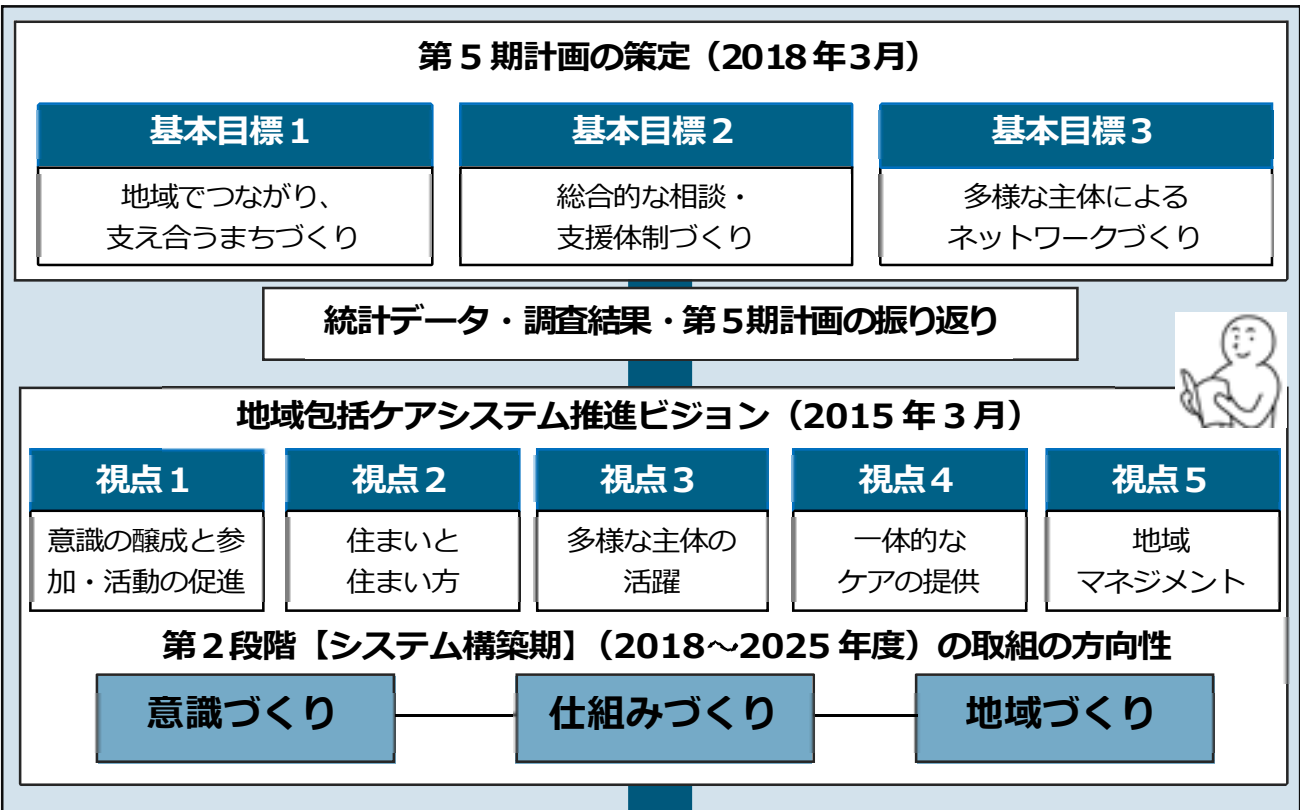 第５期計画の策定（2018年3月）
基本目標１
基本目標２
基本目標３
地域でつながり、
支え合うまちづくり
総合的な相談・
支援体制づくり
多様な主体による
ネットワークづくり
統計データ・調査結果・第５期計画の振り返り
地域包括ケアシステム推進ビジョン（2015年３月）
視点１
視点２
視点３
視点４
視点５
意識の醸成と参
加・活動の促進
住まいと
住まい方
多様な主体の
活躍
一体的な
ケアの提供
地域
マネジメント
第２段階【システム構築期】（2018～2025年度）の取組の方向性
意識づくり
仕組みづくり
地域づくり